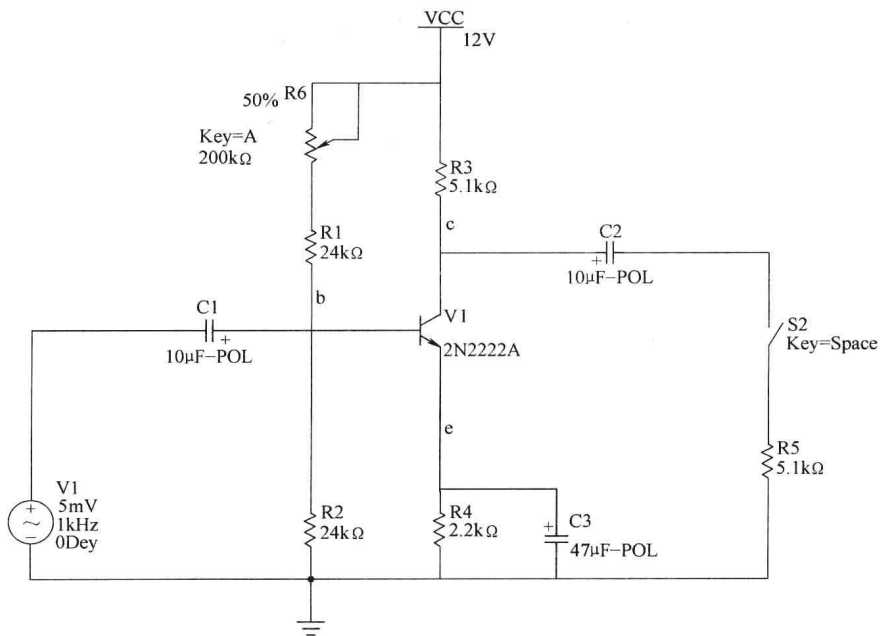 VCC
12V
50% R6
Key=A
200kΩ
R3
5.1kΩ
R1
24kΩ
c
C2
10μF-POL
+
b
C1
+
10μF-POL
V1
2N2222A
S2
Key=Space
e
R5
5.1kΩ
V1
5mV
1kHz
0Dey
+
~
−
R2
24kΩ
R4
2.2kΩ
+
C3
47μF-POL